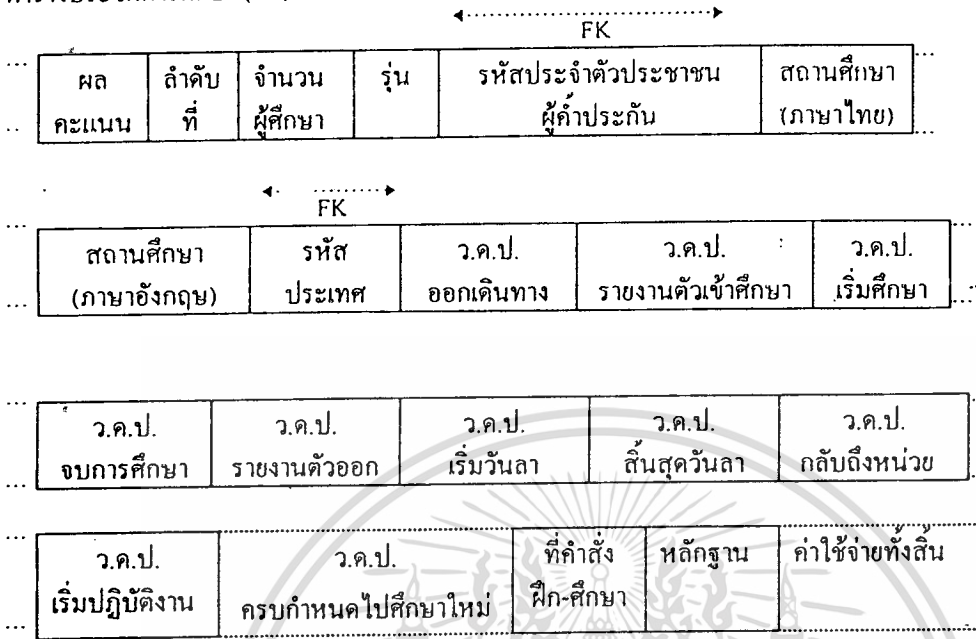 FK
... ผล ลำดับ จำนวน รุ่น รหัสประจำตัวประชาชน สถานศึกษา ...
.. คะแนน ที่ ผู้ศึกษา ผู้ค้ำประกัน (ภาษาไทย) ...
FK
... สถานศึกษา รหัส ว.ด.ป. ว.ด.ป. ว.ด.ป. ...
... (ภาษาอังกฤษ) ประเทศ ออกเดินทาง รายงานตัวเข้าศึกษา เริ่มศึกษา ...
... ว.ด.ป. ว.ด.ป. ว.ด.ป. ว.ด.ป. ว.ด.ป. ...
... จบการศึกษา รายงานตัวออก เริ่มวันลา สิ้นสุดวันลา กลับถึงหน่วย
... ว.ด.ป. ว.ด.ป. ที่คำสั่ง หลักฐาน ค่าใช้จ่ายทั้งสิ้น
... เริ่มปฏิบัติงาน ครบกำหนดไปศึกษาใหม่ ฝึก-ศึกษา